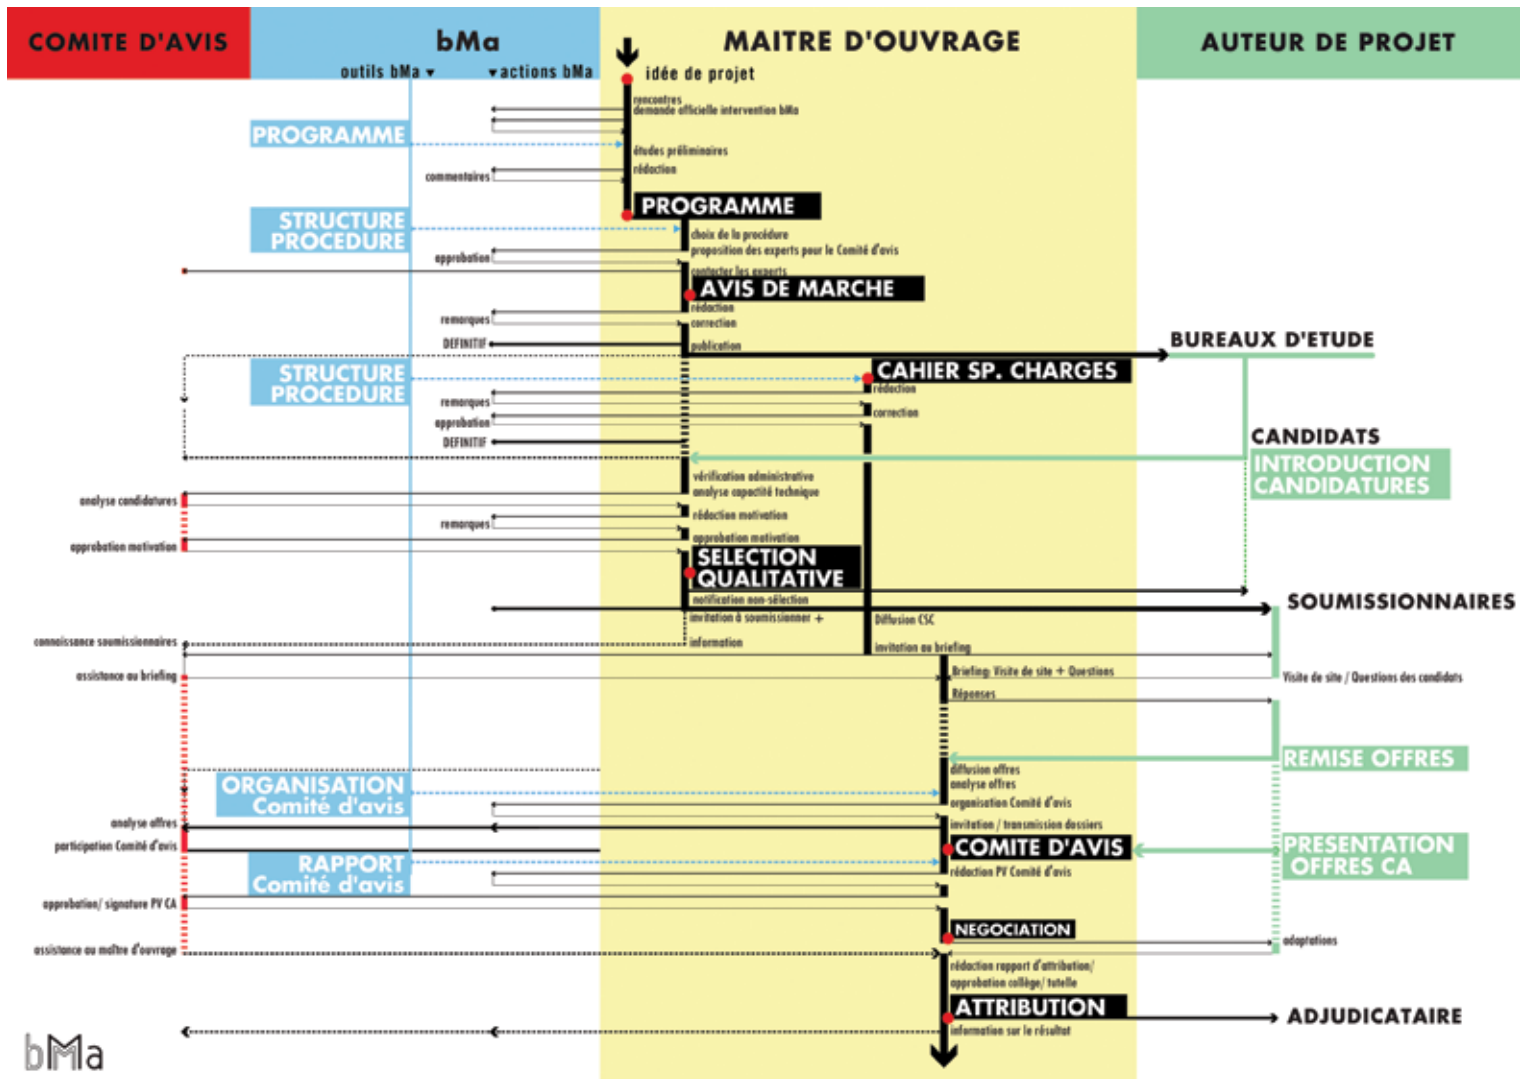 COMITE D'AVIS
bMa
MAITRE D'OUVRAGE
AUTEUR DE PROJET
outils bMa
actions bMa
idée de projet
rencontres
demande officielle intervention bMa
PROGRAMME
études préliminaires
rédaction
commentaires
PROGRAMME
STRUCTURE
PROCEDURE
choix de la procédure
proposition des experts pour le Comité d'avis
approbation
contacter les experts
AVIS DE MARCHE
rédaction
remarques
correction
DEFINITIF
publication
BUREAUX D'ETUDE
STRUCTURE
PROCEDURE
CAHIER SP. CHARGES
rédaction
remarques
correction
approbation
DEFINITIF
CANDIDATS
INTRODUCTION
CANDIDATURES
vérification administrative
analyse capactité technique
analyse candidatures
rédaction motivation
remarques
approbation motivation
approbation motivation
SELECTION
QUALITATIVE
notification non-sélection
SOUMISSIONNAIRES
invitation à soumissionner +
Diffusion CSC
connaissance soumissionnaires
information
invitation au briefing
assistance au briefing
Briefing: Visite de site + Questions
Visite de site / Questions des candidats
Réponses
REMISE OFFRES
diffusion offres
analyse offres
ORGANISATION
Comité d'avis
organisation Comité d'avis
analyse offres
invitation / transmission dossiers
participation Comité d'avis
COMITE D'AVIS
PRESENTATION
OFFRES CA
RAPPORT
Comité d'avis
rédaction PV Comité d'avis
approbation/ signature PV CA
NEGOCIATION
adaptations
assistance au maître d'ouvrage
rédaction rapport d'attribution/
approbation collège/ tutelle
ATTRIBUTION
ADJUDICATAIRE
information sur le résultat
bMa